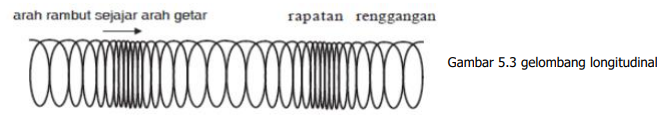 arah rambut sejajar arah getar
rapatan renggangan
Gambar 5.3 gelombang longitudinal